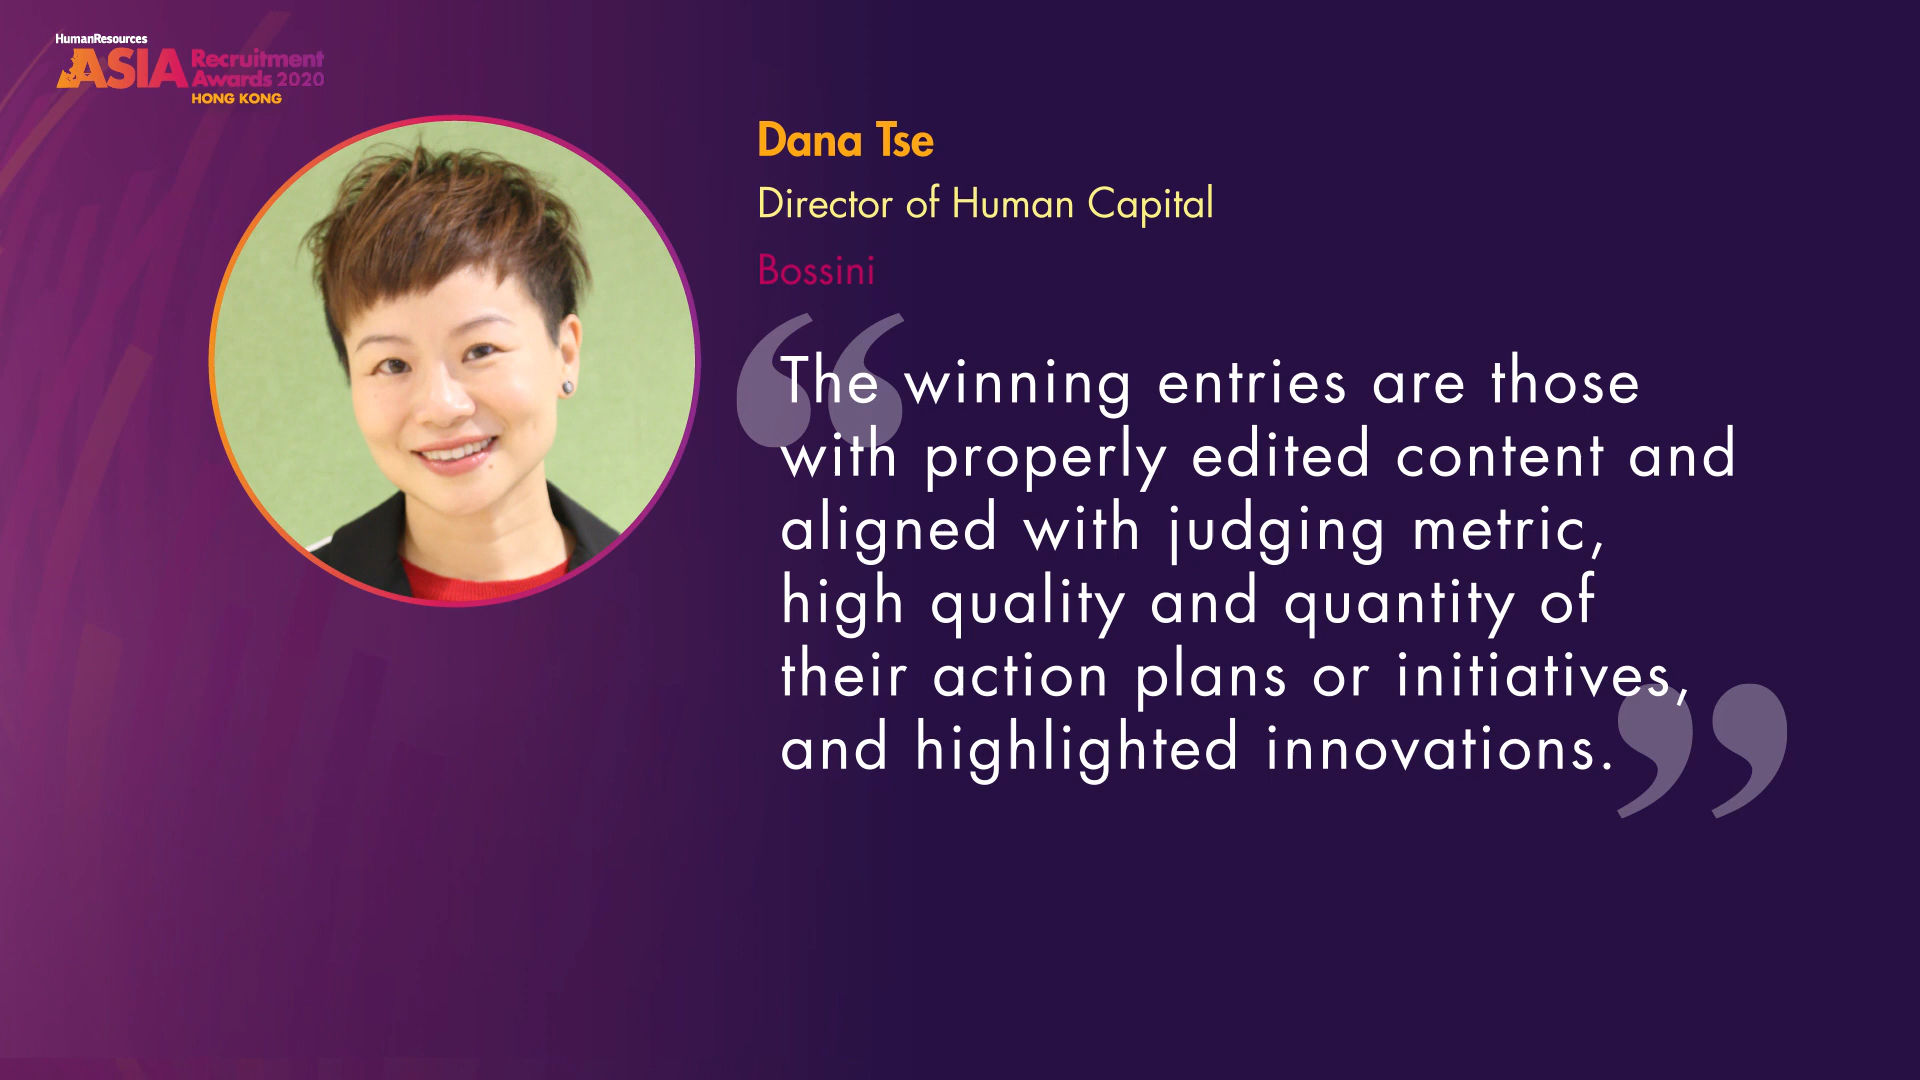 HumanResources
ASIA Recruitment
Awards 2020
HONG KONG
Dana Tse
Director of Human Capital
Bossini
“The winning entries are those
with properly edited content and
aligned with judging metric,
high quality and quantity of
their action plans or initiatives,
and highlighted innovations.”